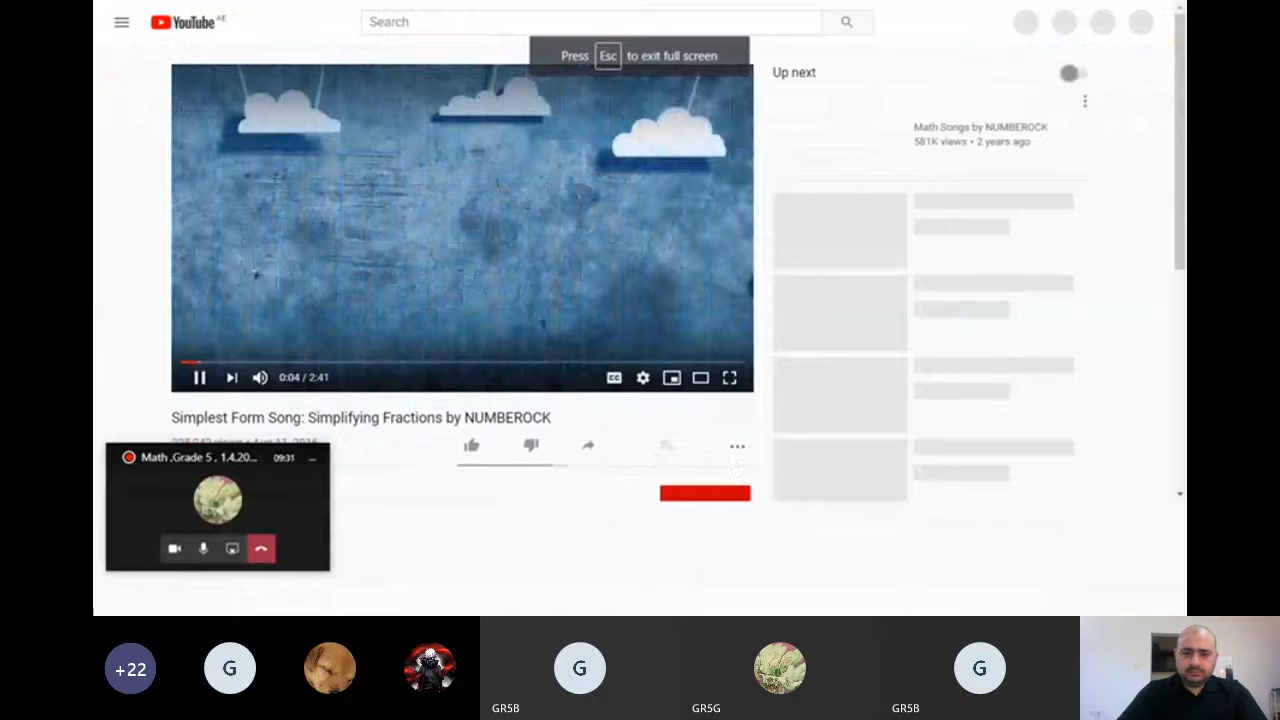 YouTube AE
Search
Press Esc to exit full screen
Up next
Math Songs by NUMBEROCK
581K views • 2 years ago
0:04 / 2:41
CC
Simplest Form Song: Simplifying Fractions by NUMBEROCK
Math ,Grade 5 , 1.4.20... 09:31
+22
G
G
G
GR5B
GR5G
GR5B